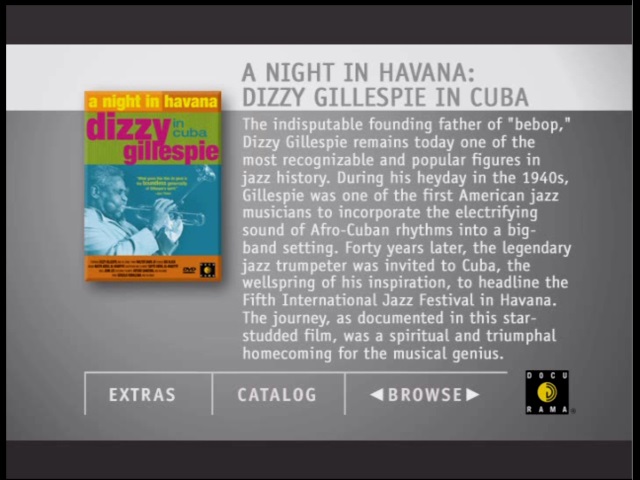 A NIGHT IN HAVANA:
DIZZY GILLESPIE IN CUBA
a night in havana
dizzy in cuba
gillespie
DVD
The indisputable founding father of "bebop,"
Dizzy Gillespie remains today one of the
most recognizable and popular figures in
jazz history. During his heyday in the 1940s,
Gillespie was one of the first American jazz
musicians to incorporate the electrifying
sound of Afro-Cuban rhythms into a big-
band setting. Forty years later, the legendary
jazz trumpeter was invited to Cuba, the
wellspring of his inspiration, to headline the
Fifth International Jazz Festival in Havana.
The journey, as documented in this star-
studded film, was a spiritual and triumphal
homecoming for the musical genius.
EXTRAS
CATALOG
◄BROWSE►
DOCU
RAMA®